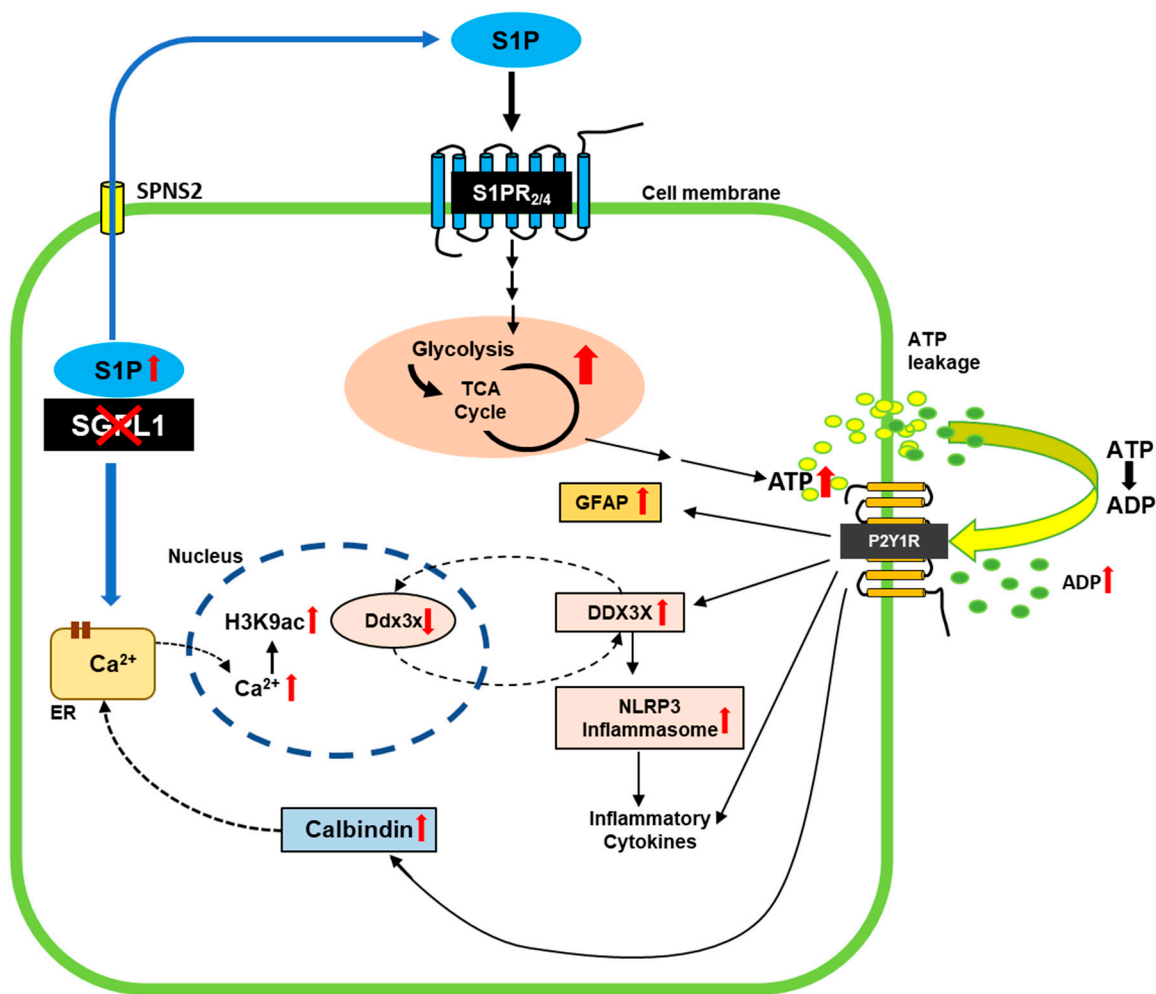 S1P
SPNS2
S1PR2/4
Cell membrane
S1P
SGPL1
Glycolysis
TCA
Cycle
ATP
leakage
ATP
ADP
ATP
GFAP
P2Y1R
ADP
Nucleus
H3K9ac
Ddx3x
DDX3X
Ca2+
Ca2+
ER
NLRP3
Inflammasome
Calbindin
Inflammatory
Cytokines